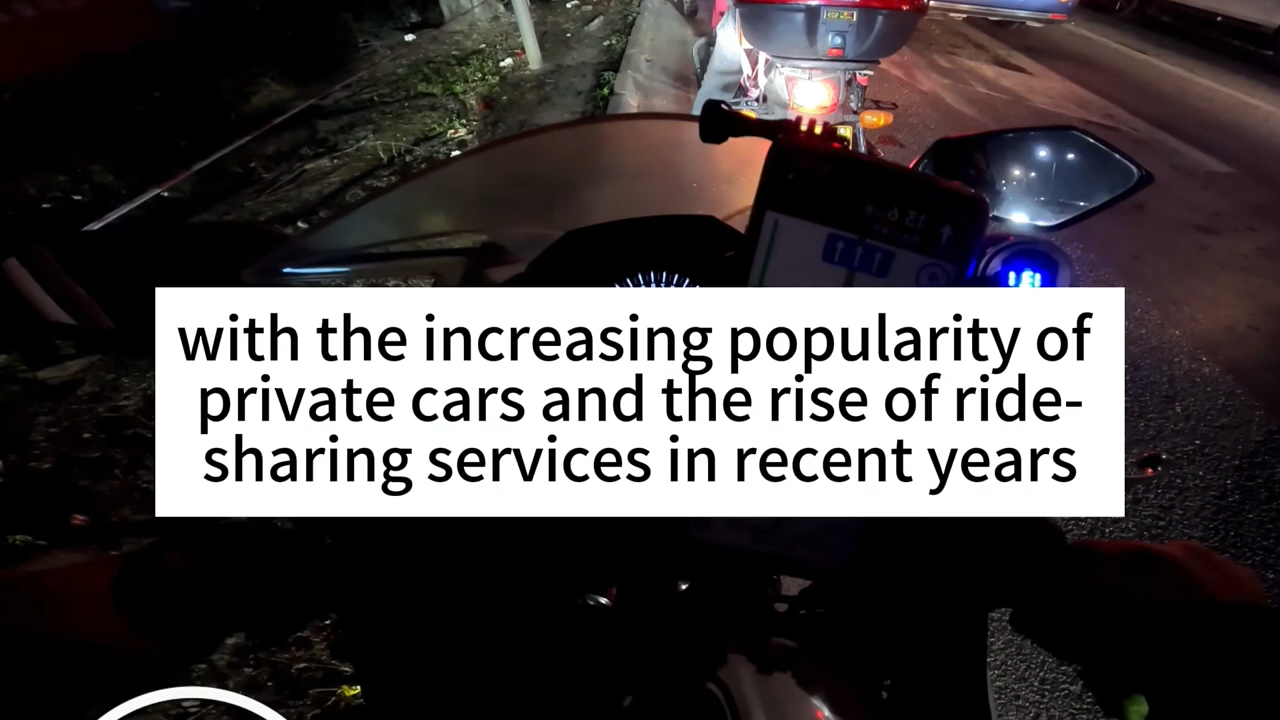 with the increasing popularity of
private cars and the rise of ride-
sharing services in recent years